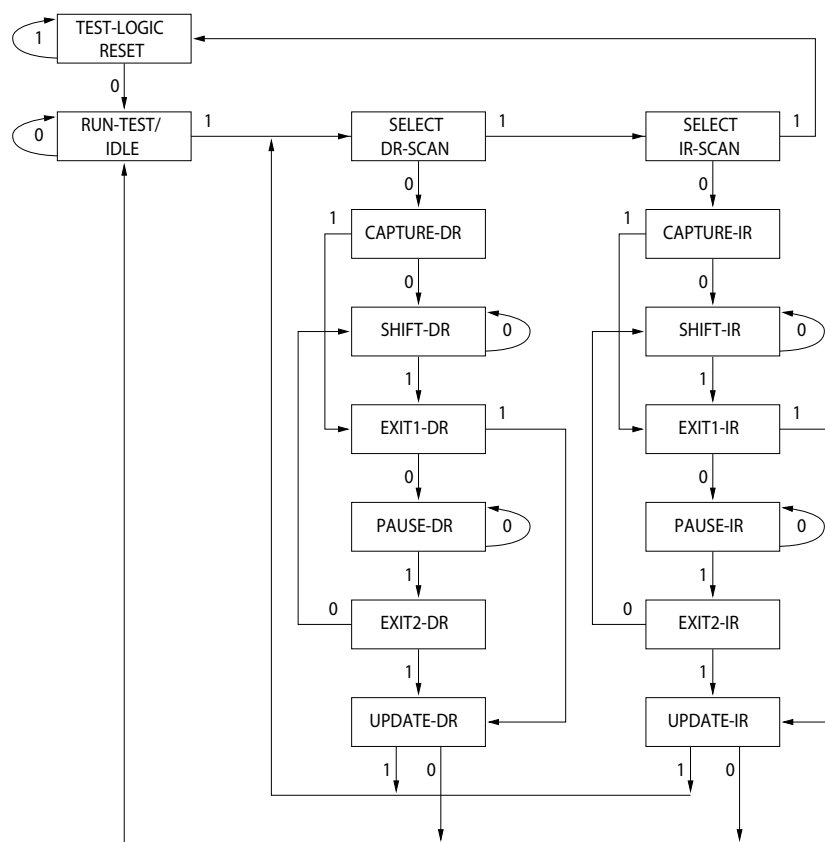 1
TEST-LOGIC
RESET
0
0
RUN-TEST/
IDLE
1
SELECT
DR-SCAN
1
SELECT
IR-SCAN
1
0
0
1
CAPTURE-DR
1
CAPTURE-IR
0
0
SHIFT-DR
0
SHIFT-IR
0
1
1
EXIT1-DR
1
EXIT1-IR
1
0
0
PAUSE-DR
0
PAUSE-IR
0
1
1
0
EXIT2-DR
0
EXIT2-IR
1
1
UPDATE-DR
UPDATE-IR
1
0
1
0